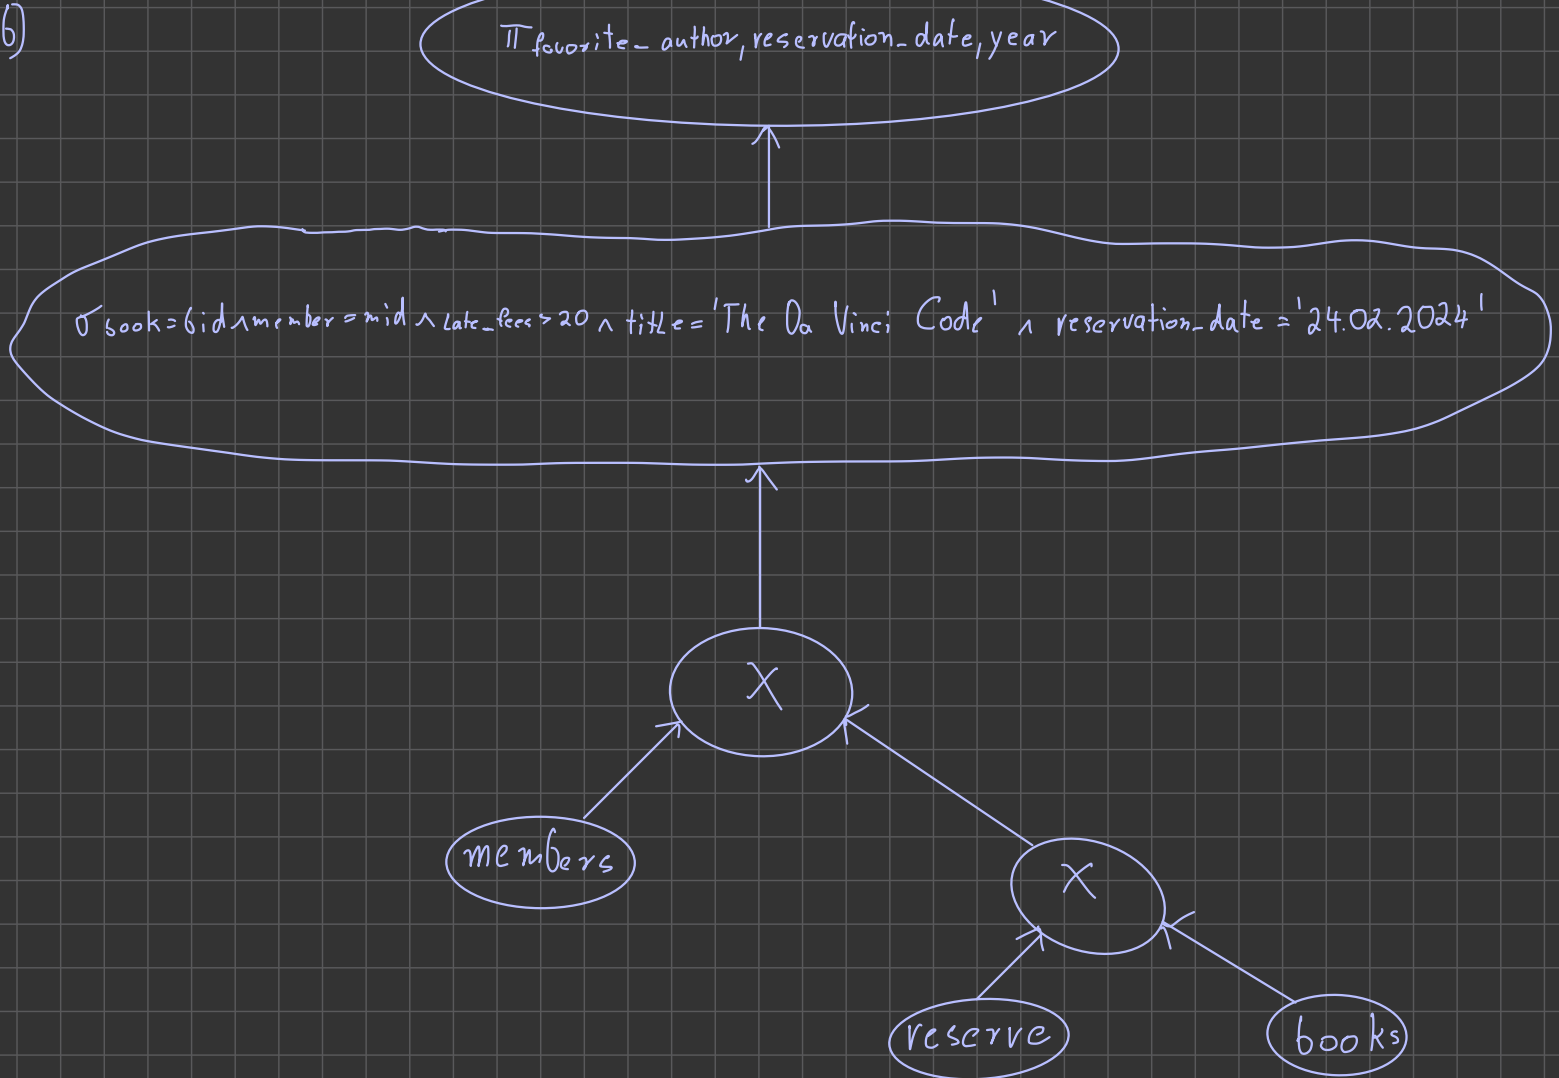 b)
π favorite_author, reservation_date, year
σ book=bid ∧ member=mid ∧ Late_fees>20 ∧ title='The Da Vinci Code' ∧ reservation_date='24.02.2024'
X
members
X
reserve
books